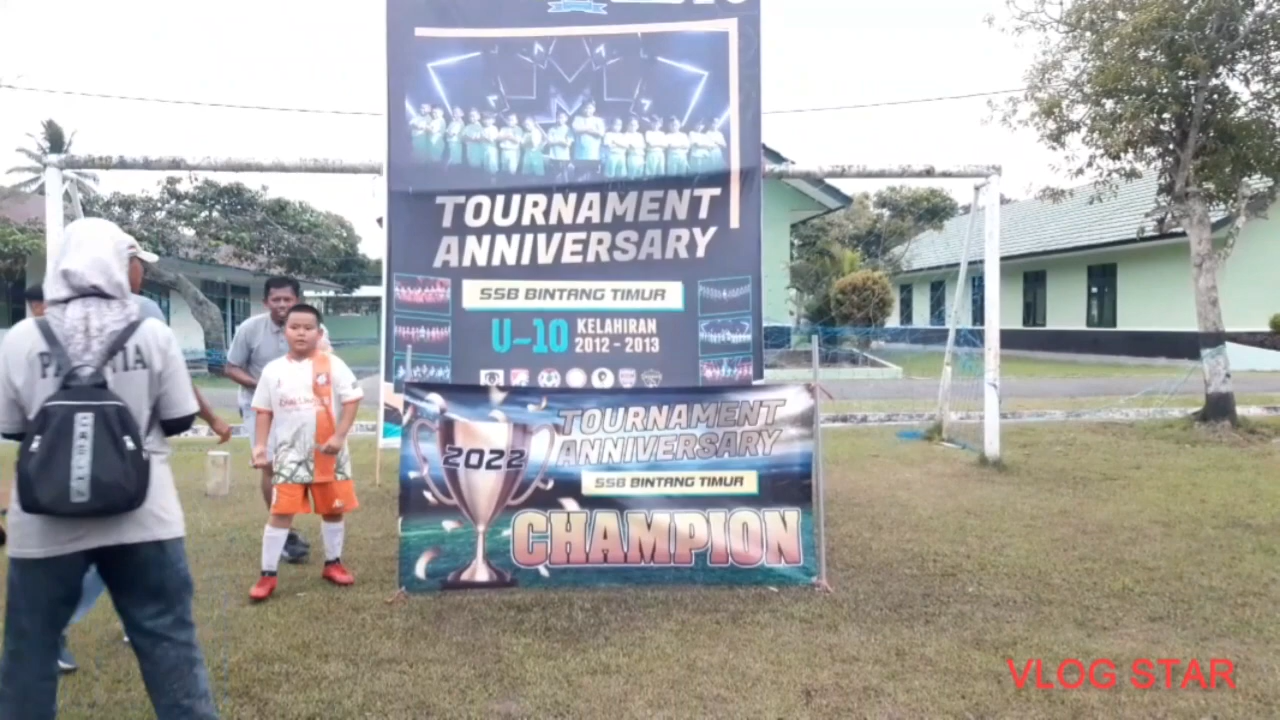 TOURNAMENT
ANNIVERSARY
SSB BINTANG TIMUR
U-10 KELAHIRAN
2012 - 2013
TOURNAMENT
ANNIVERSARY
2022
SSB BINTANG TIMUR
CHAMPION
VLOG STAR